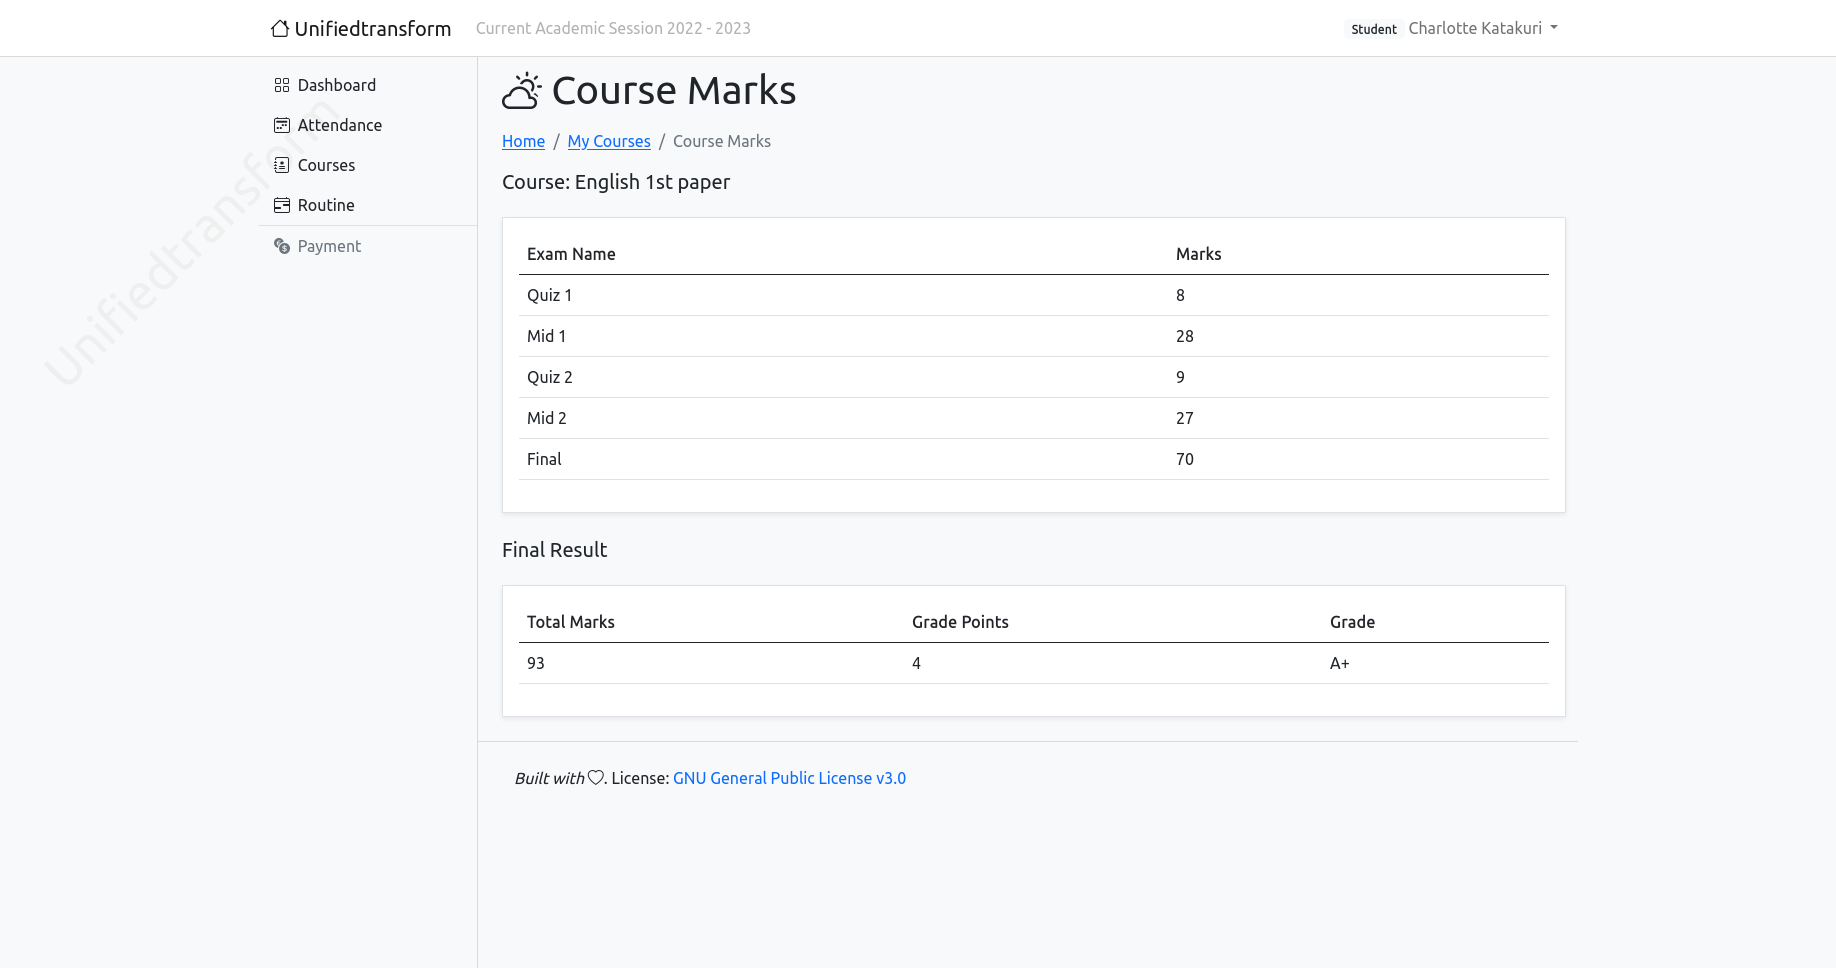 Unifiedtransform Current Academic Session 2022 - 2023 Student Charlotte Katakuri
Dashboard
Attendance
Courses
Routine
Payment
Unifiedtransform
Course Marks
Home / My Courses / Course Marks
Course: English 1st paper
Exam Name Marks
Quiz 1 8
Mid 1 28
Quiz 2 9
Mid 2 27
Final 70
Final Result
Total Marks Grade Points Grade
93 4 A+
Built with . License: GNU General Public License v3.0